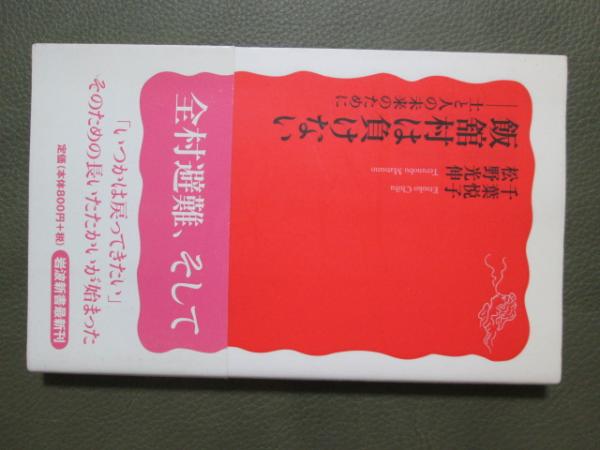 飯舘村は負けない
──土と人の未来のために
千葉悦子
松野光伸
Etsuko Chiba
Terunobu Matsuno
全村避難、そして
「いつかは戻ってきたい」
そのための長いたたかいが始まった
定価(本体800円+税)
岩波新書最新刊